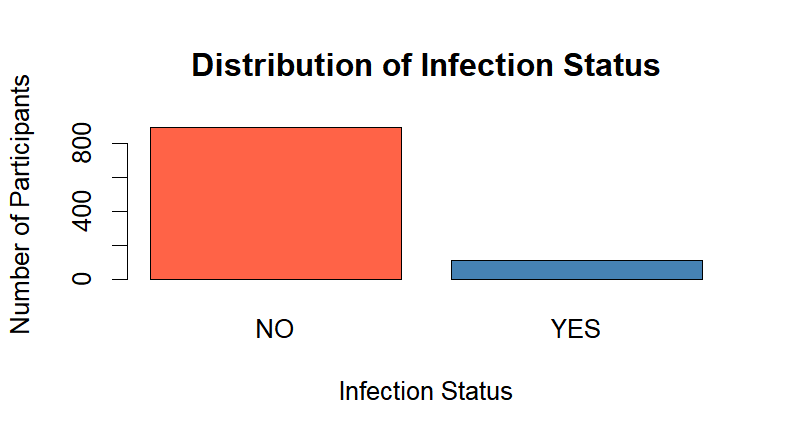 Distribution of Infection Status
Number of Participants
800
400
0
NO
YES
Infection Status